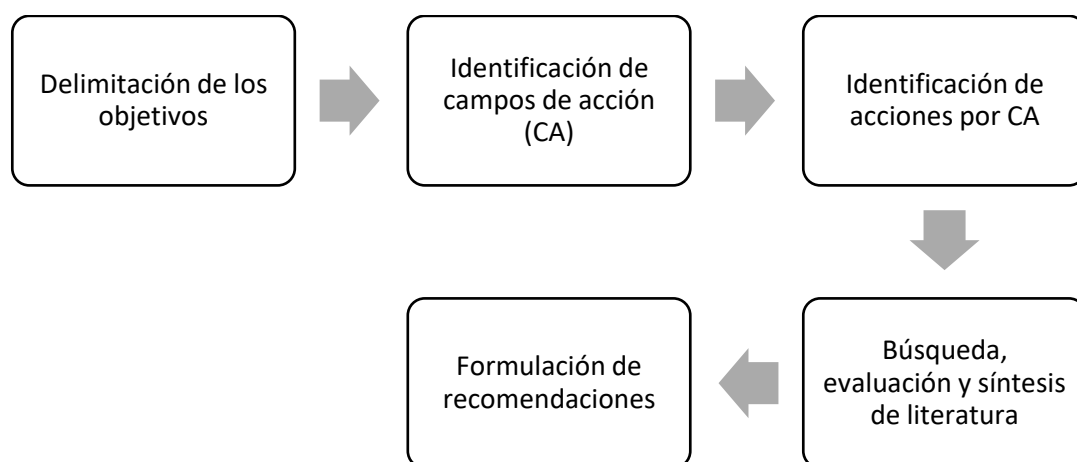 Delimitación de los
objetivos
Identificación de
campos de acción
(CA)
Identificación de
acciones por CA
Búsqueda,
evaluación y síntesis
de literatura
Formulación de
recomendaciones